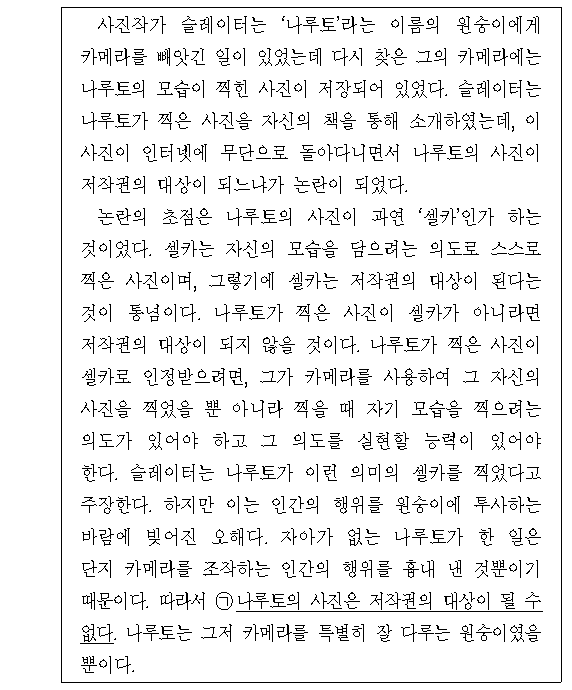 사진작가 슬레이터는 ‘나루토’라는 이름의 원숭이에게
카메라를 빼앗긴 일이 있었는데 다시 찾은 그의 카메라에는
나루토의 모습이 찍힌 사진이 저장되어 있었다. 슬레이터는
나루토가 찍은 사진을 자신의 책을 통해 소개하였는데, 이
사진이 인터넷에 무단으로 돌아다니면서 나루토의 사진이
저작권의 대상이 되느냐가 논란이 되었다.
논란의 초점은 나루토의 사진이 과연 ‘셀카’인가 하는
것이었다. 셀카는 자신의 모습을 담으려는 의도로 스스로
찍은 사진이며, 그렇기에 셀카는 저작권의 대상이 된다는
것이 통념이다. 나루토가 찍은 사진이 셀카가 아니라면
저작권의 대상이 되지 않을 것이다. 나루토가 찍은 사진이
셀카로 인정받으려면, 그가 카메라를 사용하여 그 자신의
사진을 찍었을 뿐 아니라 찍을 때 자기 모습을 찍으려는
의도가 있어야 하고 그 의도를 실현할 능력이 있어야
한다. 슬레이터는 나루토가 이런 의미의 셀카를 찍었다고
주장한다. 하지만 이는 인간의 행위를 원숭이에 투사하는
바람에 빚어진 오해다. 자아가 없는 나루토가 한 일은
단지 카메라를 조작하는 인간의 행위를 흉내 낸 것뿐이기
때문이다. 따라서 ㉠나루토의 사진은 저작권의 대상이 될 수
없다. 나루토는 그저 카메라를 특별히 잘 다루는 원숭이였을
뿐이다.